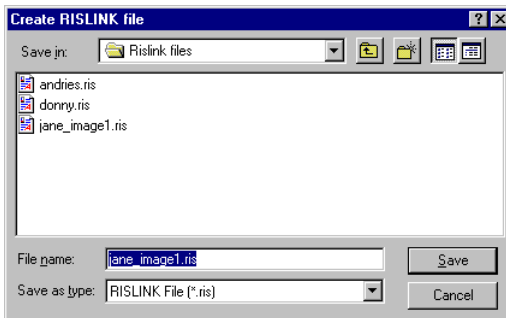 Create RISLINK file
Save in: Rislink files
andries.ris
donny.ris
jane_image1.ris
File name: jane_image1.ris Save
Save as type: RISLINK File (*.ris) Cancel